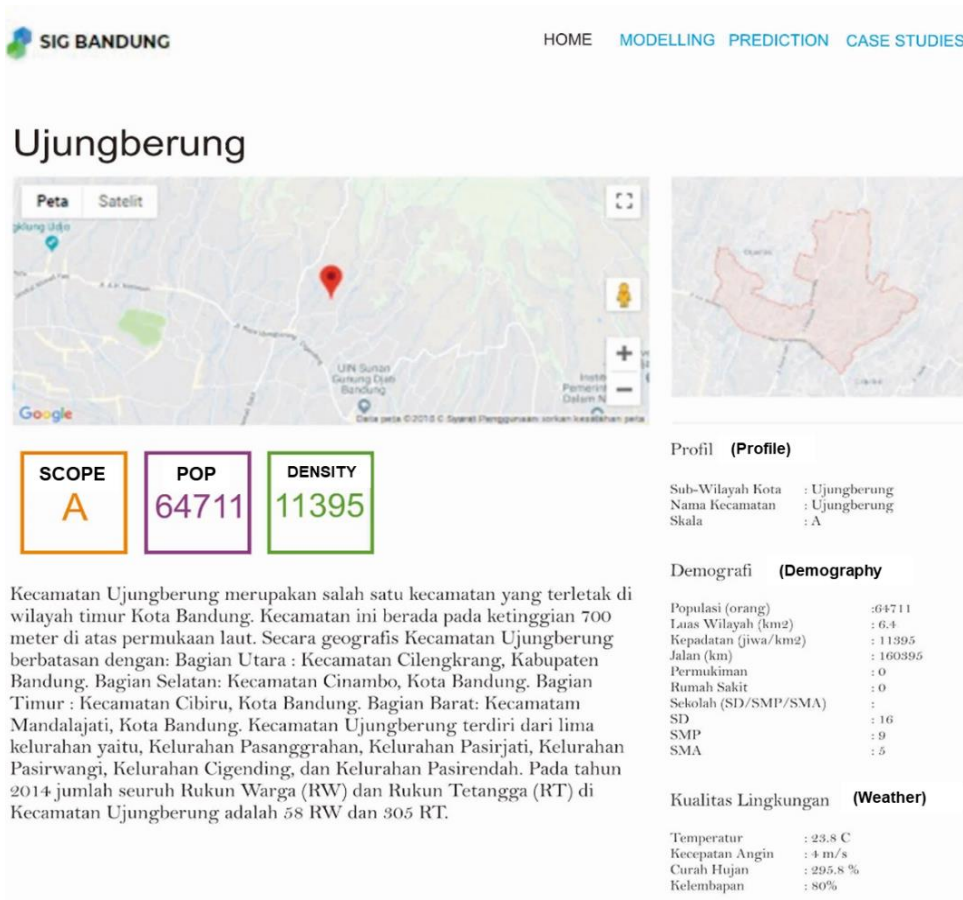 SIG BANDUNG
HOME MODELLING PREDICTION CASE STUDIES
Ujungberung
Peta Satelit
UIN Sunan
Gunung Djati
Bandung
Google
SCOPE
A
POP
64711
DENSITY
11395
Kecamatan Ujungberung merupakan salah satu kecamatan yang terletak di
wilayah timur Kota Bandung. Kecamatan ini berada pada ketinggian 700
meter di atas permukaan laut. Secara geografis Kecamatan Ujungberung
berbatasan dengan: Bagian Utara : Kecamatan Cilengkrang, Kabupaten
Bandung. Bagian Selatan: Kecamatan Cinambo, Kota Bandung. Bagian
Timur : Kecamatan Cibiru, Kota Bandung. Bagian Barat: Kecamatam
Mandalajati, Kota Bandung. Kecamatan Ujungberung terdiri dari lima
kelurahan yaitu, Kelurahan Pasanggrahan, Kelurahan Pasirjati, Kelurahan
Pasirwangi, Kelurahan Cigending, dan Kelurahan Pasirendah. Pada tahun
2014 jumlah seuruh Rukun Warga (RW) dan Rukun Tetangga (RT) di
Kecamatan Ujungberung adalah 58 RW dan 305 RT.
Profil (Profile)
Sub-Wilayah Kota : Ujungberung
Nama Kecamatan : Ujungberung
Skala : A
Demografi (Demography
Populasi (orang) :64711
Luas Wilayah (km2) : 6.4
Kepadatan (jiwa/km2) : 11395
Jalan (km) : 160395
Permukiman : 0
Rumah Sakit : 0
Sekolah (SD/SMP/SMA) :
SD : 16
SMP : 9
SMA : 5
Kualitas Lingkungan (Weather)
Temperatur : 23.8 C
Kecepatan Angin : 4 m/s
Curah Hujan : 295.8 %
Kelembapan : 80%